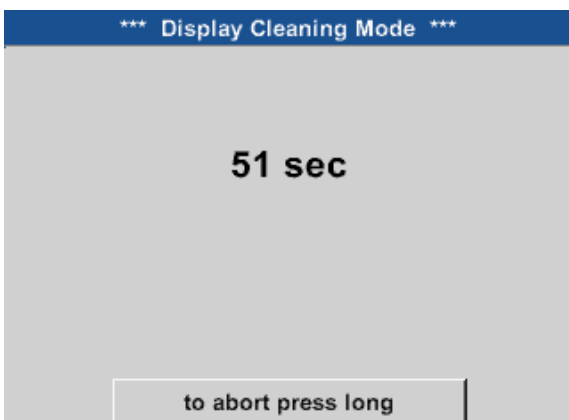 *** Display Cleaning Mode ***
51 sec
to abort press long